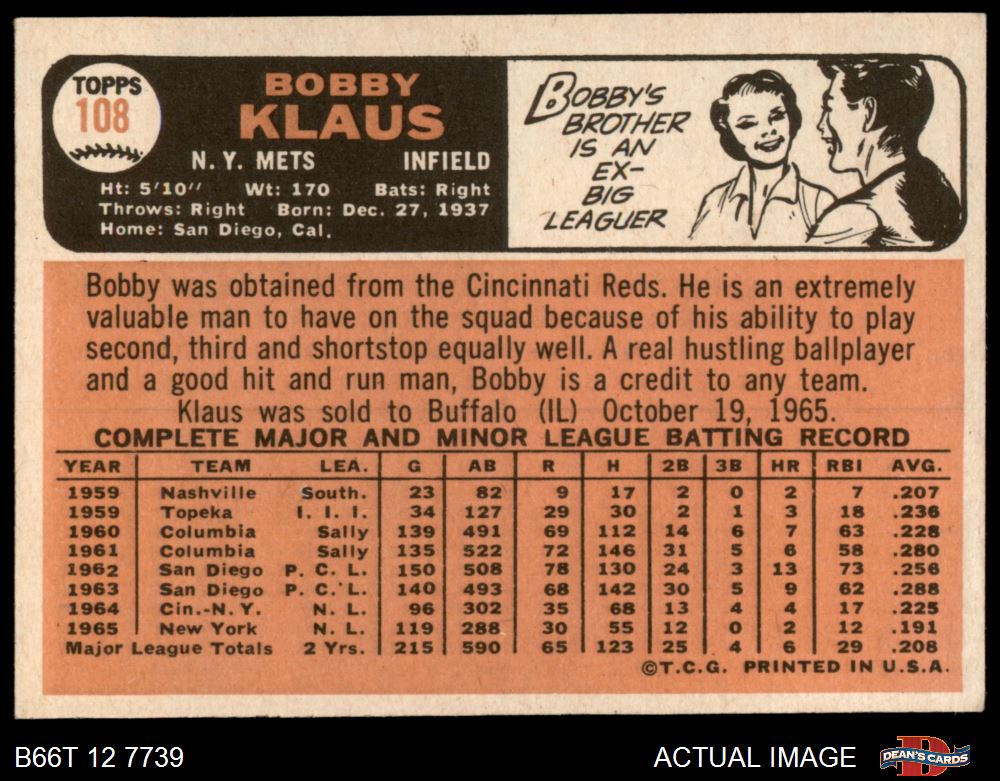 TOPPS
108
BOBBY
KLAUS
N. Y. METS INFIELD
Ht: 5'10" Wt: 170 Bats: Right
Throws: Right Born: Dec. 27, 1937
Home: San Diego, Cal.
BOBBY'S
BROTHER
IS AN
EX-
BIG
LEAGUER
Bobby was obtained from the Cincinnati Reds. He is an extremely
valuable man to have on the squad because of his ability to play
second, third and shortstop equally well. A real hustling ballplayer
and a good hit and run man, Bobby is a credit to any team.
Klaus was sold to Buffalo (IL) October 19, 1965.
COMPLETE MAJOR AND MINOR LEAGUE BATTING RECORD
YEAR TEAM LEA. G AB R H 2B 3B HR RBI AVG.
1959 Nashville South. 23 82 9 17 2 0 2 7 .207
1959 Topeka I. I. I. 34 127 29 30 2 1 3 18 .236
1960 Columbia Sally 139 491 69 112 14 6 7 63 .228
1961 Columbia Sally 135 522 72 146 31 5 6 58 .280
1962 San Diego P. C. L. 150 508 78 130 24 3 13 73 .256
1963 San Diego P. C. L. 140 493 68 142 30 5 9 62 .288
1964 Cin.-N. Y. N. L. 96 302 35 68 13 4 4 17 .225
1965 New York N. L. 119 288 30 55 12 0 2 12 .191
Major League Totals 2 Yrs. 215 590 65 123 25 4 6 29 .208
©T.C.G. PRINTED IN U.S.A.
B66T 12 7739
ACTUAL IMAGE
DEAN'S CARDS